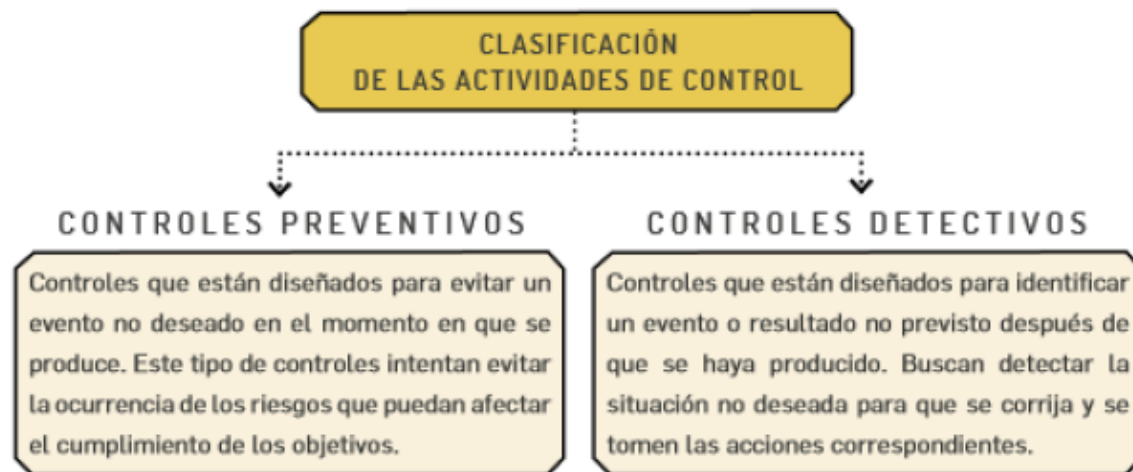 CLASIFICACIÓN
DE LAS ACTIVIDADES DE CONTROL
CONTROLES PREVENTIVOS
Controles que están diseñados para evitar un
evento no deseado en el momento en que se
produce. Este tipo de controles intentan evitar
la ocurrencia de los riesgos que puedan afectar
el cumplimiento de los objetivos.
CONTROLES DETECTIVOS
Controles que están diseñados para identificar
un evento o resultado no previsto después de
que se haya producido. Buscan detectar la
situación no deseada para que se corrija y se
tomen las acciones correspondientes.